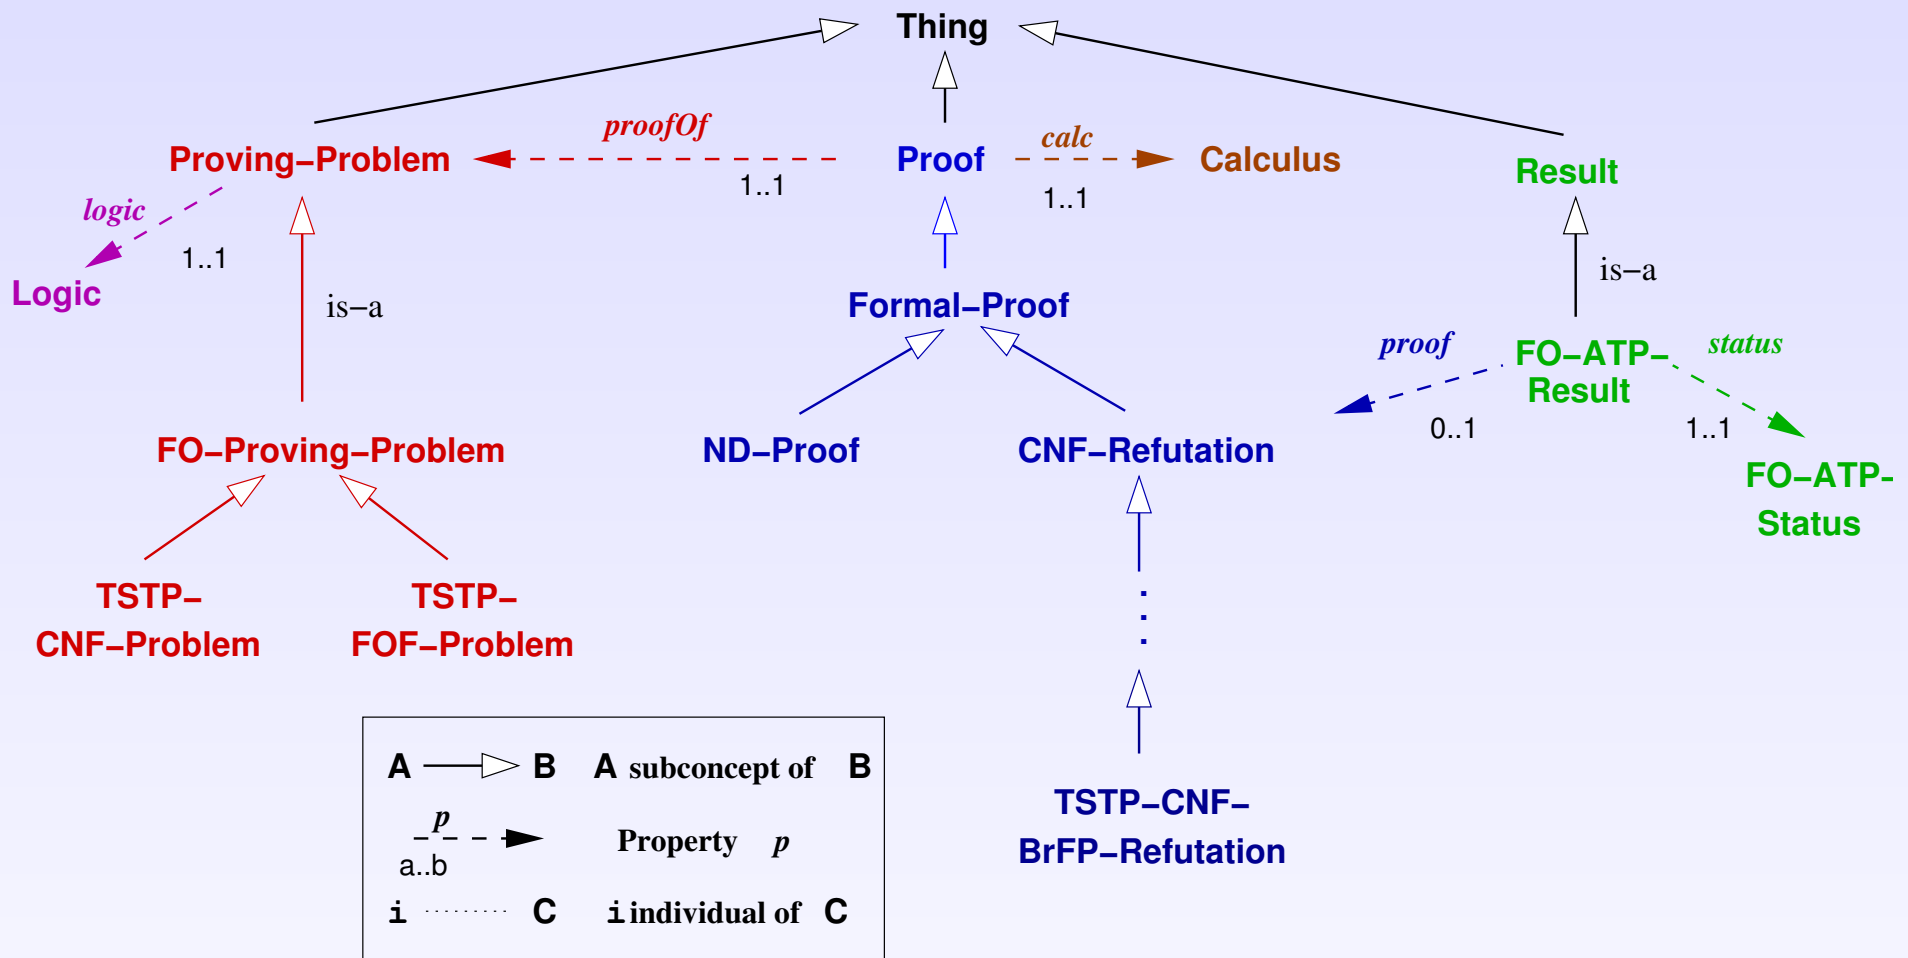 Thing
proofOf
calc
Proving–Problem
Proof
Calculus
Result
1..1
1..1
logic
1..1
Logic
is–a
is–a
Formal–Proof
proof
status
FO–ATP–
Result
0..1
1..1
FO–Proving–Problem
ND–Proof
CNF–Refutation
FO–ATP–
Status
TSTP–
CNF–Problem
TSTP–
FOF–Problem
A B A subconcept of B
p
Property p
a..b
i C i individual of C
TSTP–CNF–
BrFP–Refutation